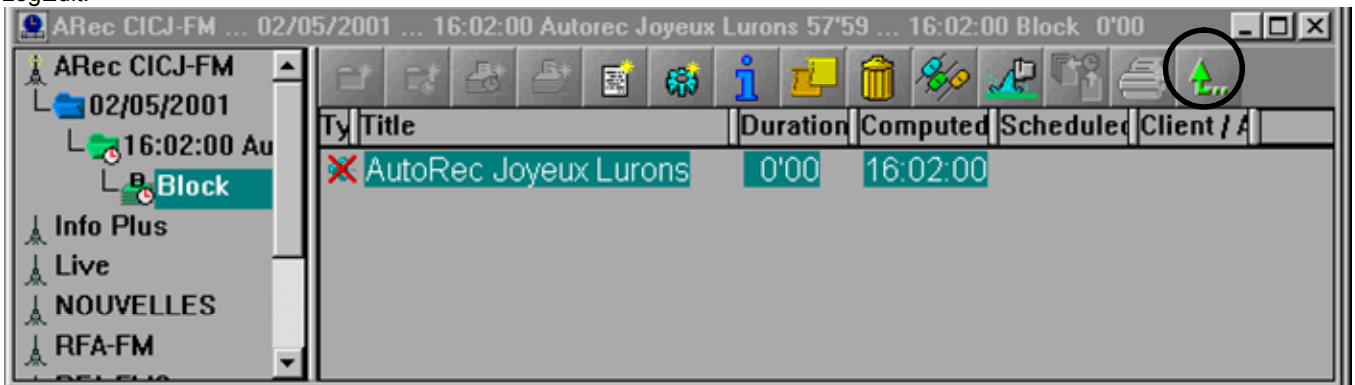 LogEdit.
ARec CICJ-FM ... 02/05/2001 ... 16:02:00 Autorec Joyeux Lurons 57'59 ... 16:02:00 Block 0'00
ARec CICJ-FM
02/05/2001
16:02:00 Au
Block
Info Plus
Live
NOUVELLES
RFA-FM
Ty Title Duration Computed Scheduled Client / A
AutoRec Joyeux Lurons 0'00 16:02:00